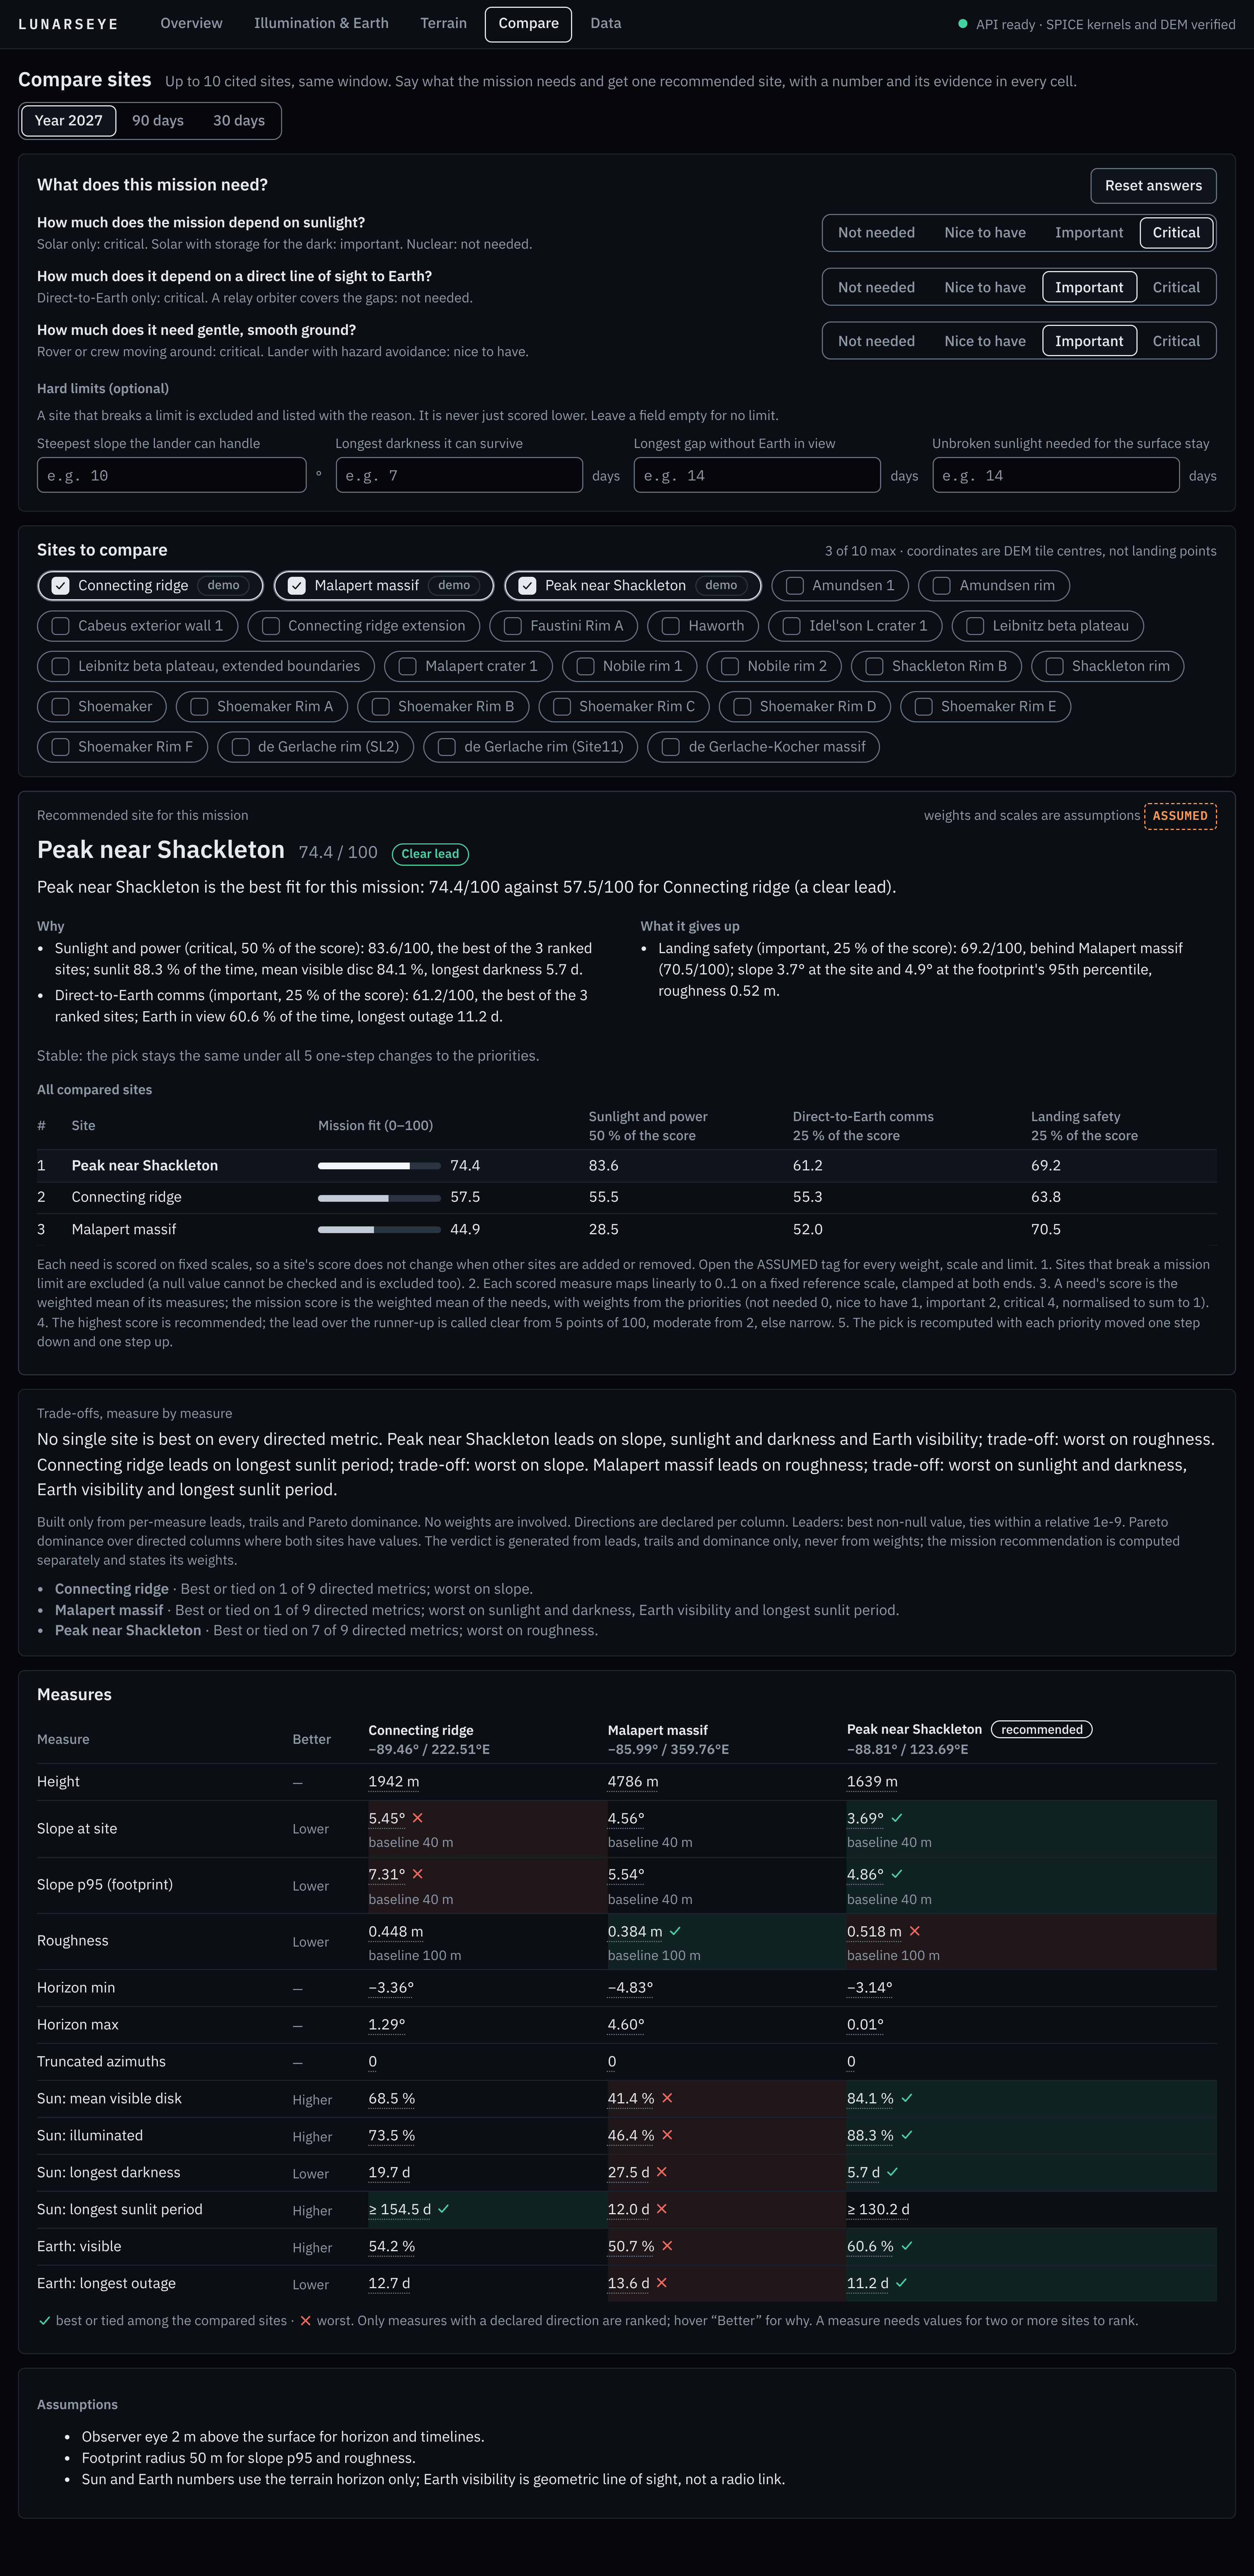 LUNARSEYE Overview Illumination & Earth Terrain Compare Data API ready · SPICE kernels and DEM verified
Compare sites Up to 10 cited sites, same window. Say what the mission needs and get one recommended site, with a number and its evidence in every cell.
Year 2027 90 days 30 days
What does this mission need? Reset answers
How much does the mission depend on sunlight?
Solar only: critical. Solar with storage for the dark: important. Nuclear: not needed.
Not needed Nice to have Important Critical
How much does it depend on a direct line of sight to Earth?
Direct-to-Earth only: critical. A relay orbiter covers the gaps: not needed.
Not needed Nice to have Important Critical
How much does it need gentle, smooth ground?
Rover or crew moving around: critical. Lander with hazard avoidance: nice to have.
Not needed Nice to have Important Critical
Hard limits (optional)
A site that breaks a limit is excluded and listed with the reason. It is never just scored lower. Leave a field empty for no limit.
Steepest slope the lander can handle Longest darkness it can survive Longest gap without Earth in view Unbroken sunlight needed for the surface stay
e.g. 10 ° e.g. 7 days e.g. 14 days e.g. 14 days
Sites to compare 3 of 10 max · coordinates are DEM tile centres, not landing points
Connecting ridge demo Malapert massif demo Peak near Shackleton demo Amundsen 1 Amundsen rim
Cabeus exterior wall 1 Connecting ridge extension Faustini Rim A Haworth Idel'son L crater 1 Leibnitz beta plateau
Leibnitz beta plateau, extended boundaries Malapert crater 1 Nobile rim 1 Nobile rim 2 Shackleton Rim B Shackleton rim
Shoemaker Shoemaker Rim A Shoemaker Rim B Shoemaker Rim C Shoemaker Rim D Shoemaker Rim E
Shoemaker Rim F de Gerlache rim (SL2) de Gerlache rim (Site11) de Gerlache-Kocher massif
Recommended site for this mission weights and scales are assumptions ASSUMED
Peak near Shackleton 74.4 / 100 Clear lead
Peak near Shackleton is the best fit for this mission: 74.4/100 against 57.5/100 for Connecting ridge (a clear lead).
Why
• Sunlight and power (critical, 50 % of the score): 83.6/100, the best of the 3 ranked
sites; sunlit 88.3 % of the time, mean visible disc 84.1 %, longest darkness 5.7 d.
• Direct-to-Earth comms (important, 25 % of the score): 61.2/100, the best of the 3
ranked sites; Earth in view 60.6 % of the time, longest outage 11.2 d.
What it gives up
• Landing safety (important, 25 % of the score): 69.2/100, behind Malapert massif
(70.5/100); slope 3.7° at the site and 4.9° at the footprint's 95th percentile,
roughness 0.52 m.
Stable: the pick stays the same under all 5 one-step changes to the priorities.
All compared sites
# Site Mission fit (0–100) Sunlight and power Direct-to-Earth comms Landing safety
50 % of the score 25 % of the score 25 % of the score
1 Peak near Shackleton 74.4 83.6 61.2 69.2
2 Connecting ridge 57.5 55.5 55.3 63.8
3 Malapert massif 44.9 28.5 52.0 70.5
Each need is scored on fixed scales, so a site's score does not change when other sites are added or removed. Open the ASSUMED tag for every weight, scale and limit. 1. Sites that break a mission
limit are excluded (a null value cannot be checked and is excluded too). 2. Each scored measure maps linearly to 0..1 on a fixed reference scale, clamped at both ends. 3. A need's score is the
weighted mean of its measures; the mission score is the weighted mean of the needs, with weights from the priorities (not needed 0, nice to have 1, important 2, critical 4, normalised to sum to 1).
4. The highest score is recommended; the lead over the runner-up is called clear from 5 points of 100, moderate from 2, else narrow. 5. The pick is recomputed with each priority moved one step
down and one step up.
Trade-offs, measure by measure
No single site is best on every directed metric. Peak near Shackleton leads on slope, sunlight and darkness and Earth visibility; trade-off: worst on roughness.
Connecting ridge leads on longest sunlit period; trade-off: worst on slope. Malapert massif leads on roughness; trade-off: worst on sunlight and darkness,
Earth visibility and longest sunlit period.
Built only from per-measure leads, trails and Pareto dominance. No weights are involved. Directions are declared per column. Leaders: best non-null value, ties within a relative 1e-9. Pareto
dominance over directed columns where both sites have values. The verdict is generated from leads, trails and dominance only, never from weights; the mission recommendation is computed
separately and states its weights.
• Connecting ridge · Best or tied on 1 of 9 directed metrics; worst on slope.
• Malapert massif · Best or tied on 1 of 9 directed metrics; worst on sunlight and darkness, Earth visibility and longest sunlit period.
• Peak near Shackleton · Best or tied on 7 of 9 directed metrics; worst on roughness.
Measures
Measure Better Connecting ridge Malapert massif Peak near Shackleton recommended
−89.46° / 222.51°E −85.99° / 359.76°E −88.81° / 123.69°E
Height — 1942 m 4786 m 1639 m
Slope at site Lower 5.45° ✕ 4.56° 3.69° ✓
baseline 40 m baseline 40 m baseline 40 m
Slope p95 (footprint) Lower 7.31° ✕ 5.54° 4.86° ✓
baseline 40 m baseline 40 m baseline 40 m
Roughness Lower 0.448 m 0.384 m ✓ 0.518 m ✕
baseline 100 m baseline 100 m baseline 100 m
Horizon min — −3.36° −4.83° −3.14°
Horizon max — 1.29° 4.60° 0.01°
Truncated azimuths — 0 0 0
Sun: mean visible disk Higher 68.5 % 41.4 % ✕ 84.1 % ✓
Sun: illuminated Higher 73.5 % 46.4 % ✕ 88.3 % ✓
Sun: longest darkness Lower 19.7 d 27.5 d ✕ 5.7 d ✓
Sun: longest sunlit period Higher ≥ 154.5 d ✓ 12.0 d ✕ ≥ 130.2 d
Earth: visible Higher 54.2 % 50.7 % ✕ 60.6 % ✓
Earth: longest outage Lower 12.7 d 13.6 d ✕ 11.2 d ✓
✓ best or tied among the compared sites · ✕ worst. Only measures with a declared direction are ranked; hover “Better” for why. A measure needs values for two or more sites to rank.
Assumptions
• Observer eye 2 m above the surface for horizon and timelines.
• Footprint radius 50 m for slope p95 and roughness.
• Sun and Earth numbers use the terrain horizon only; Earth visibility is geometric line of sight, not a radio link.